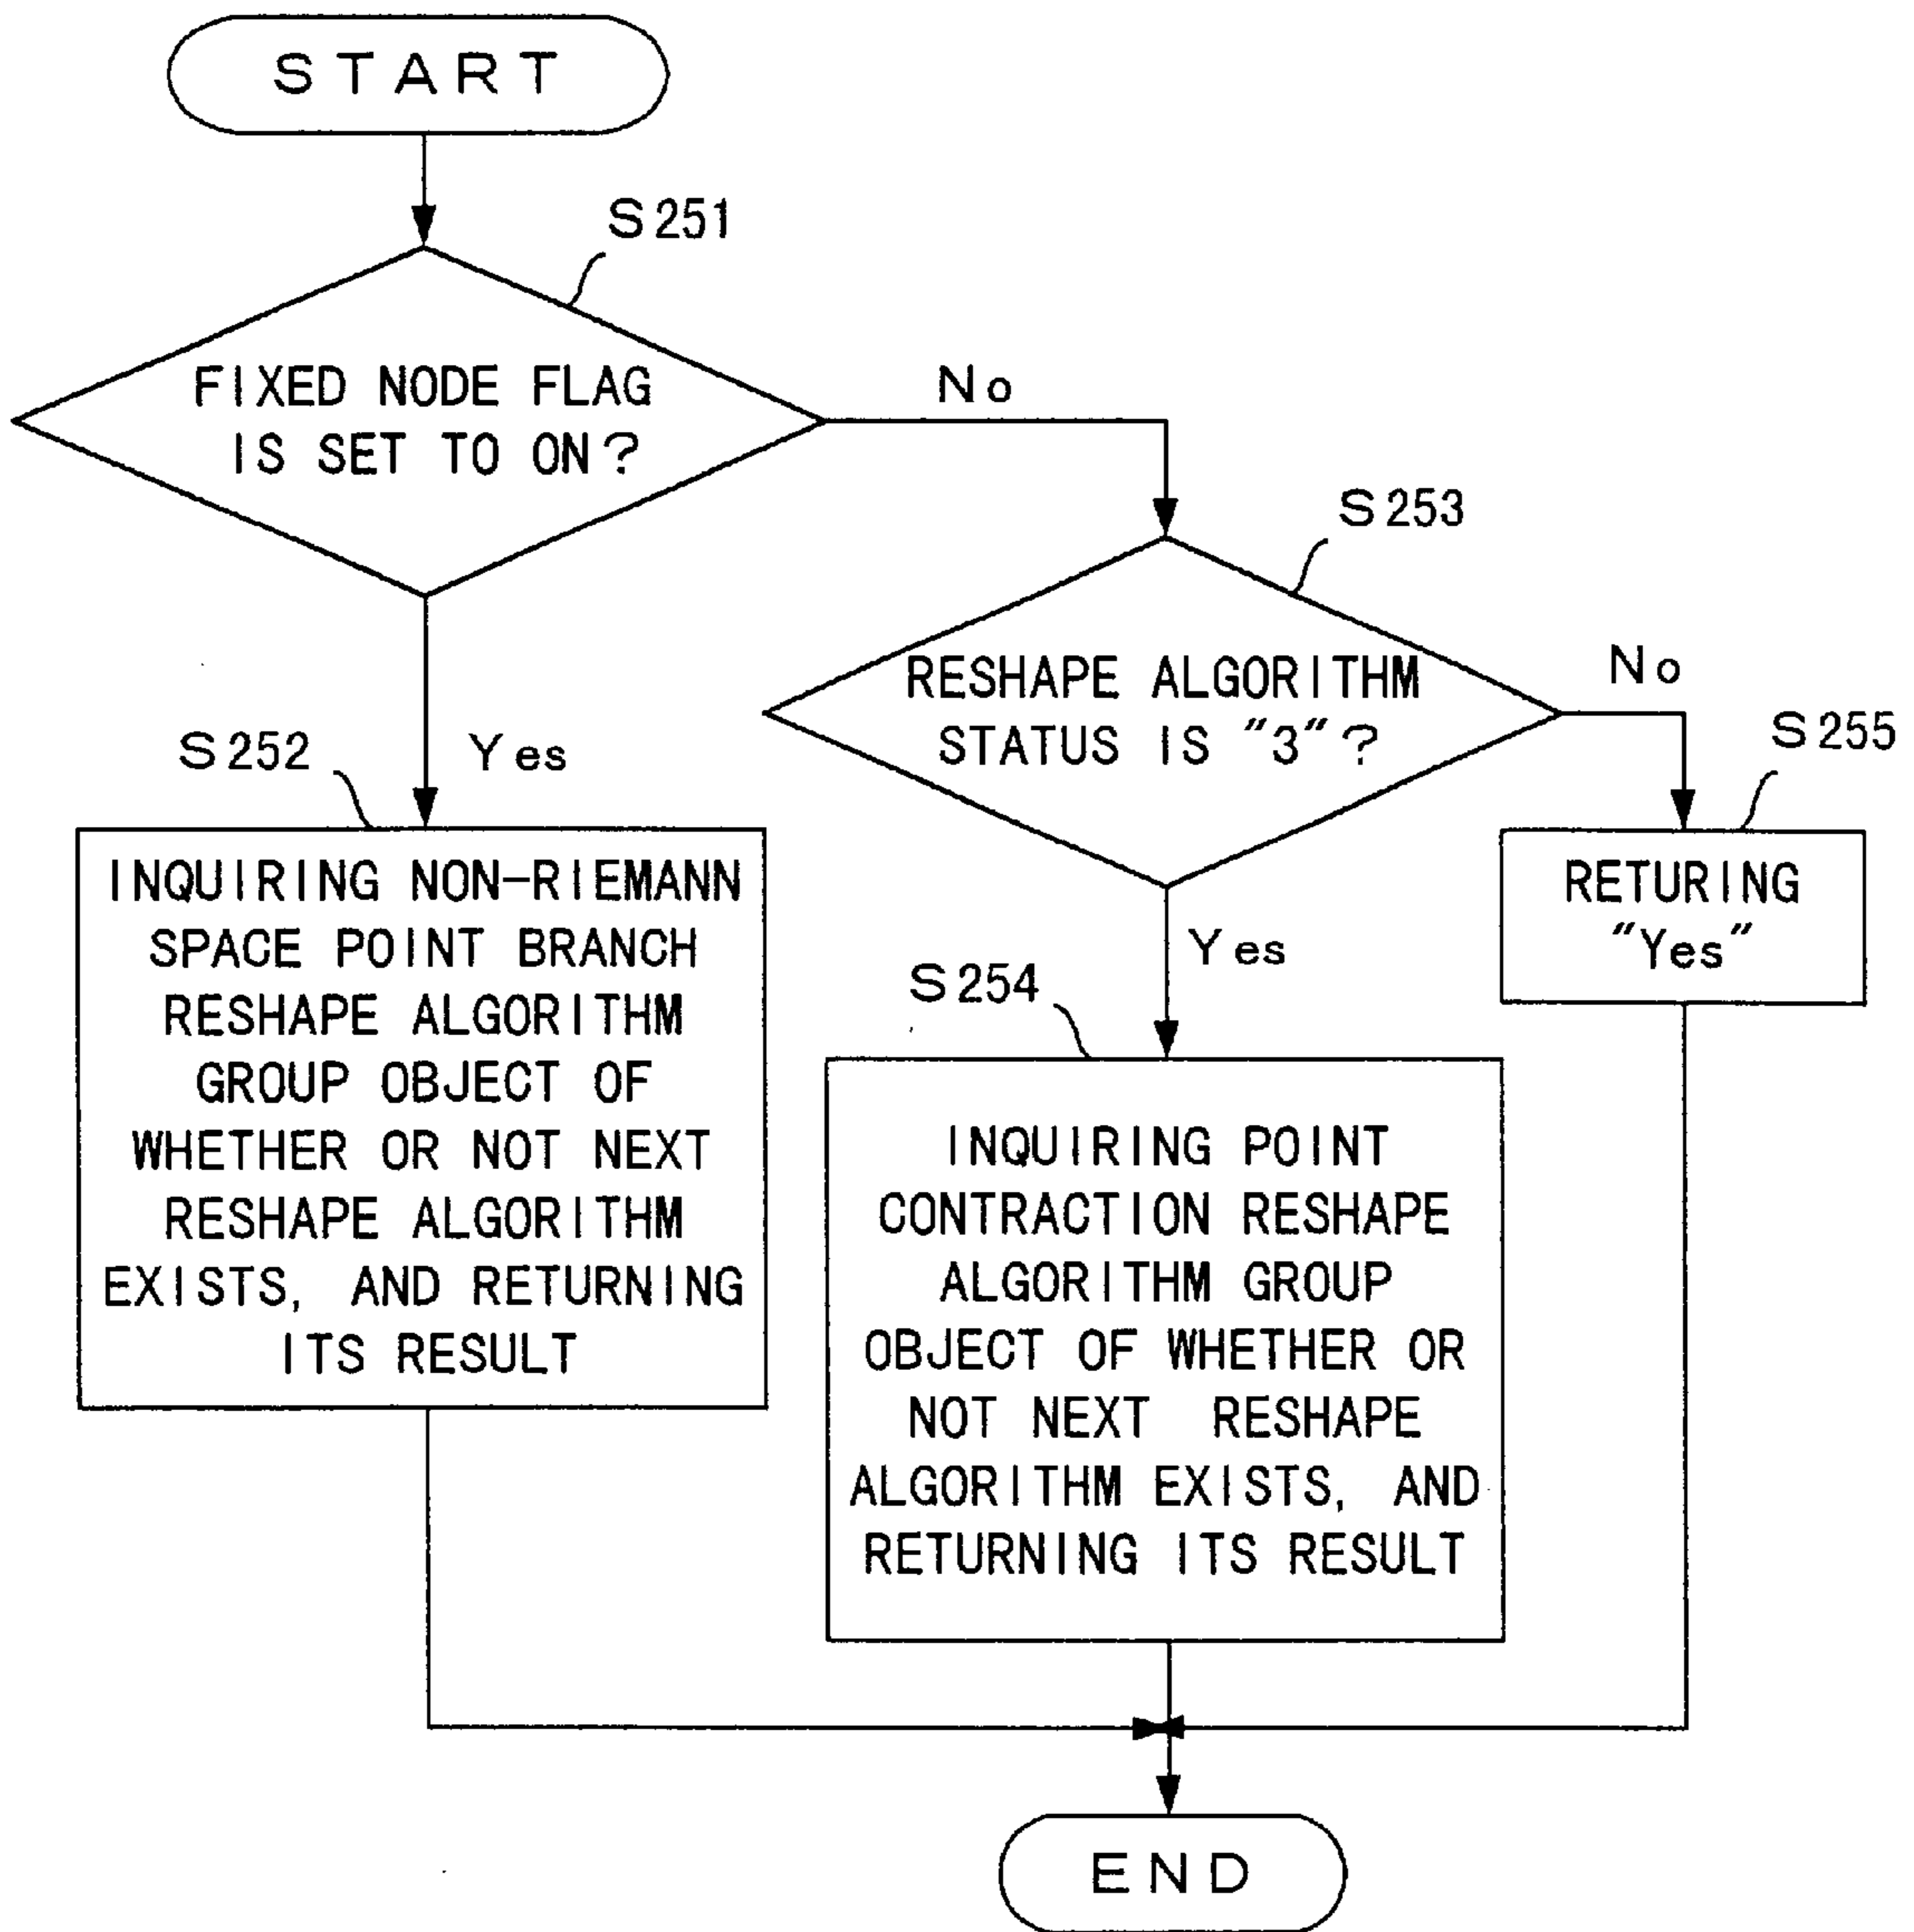 START
S251
FIXED NODE FLAG
IS SET TO ON?
No
S253
RESHAPE ALGORITHM
STATUS IS "3"?
No
S255
RETURING
"Yes"
S252
Yes
INQUIRING NON-RIEMANN
SPACE POINT BRANCH
RESHAPE ALGORITHM
GROUP OBJECT OF
WHETHER OR NOT NEXT
RESHAPE ALGORITHM
EXISTS, AND RETURNING
ITS RESULT
Yes
S254
INQUIRING POINT
CONTRACTION RESHAPE
ALGORITHM GROUP
OBJECT OF WHETHER OR
NOT NEXT RESHAPE
ALGORITHM EXISTS, AND
RETURNING ITS RESULT
END